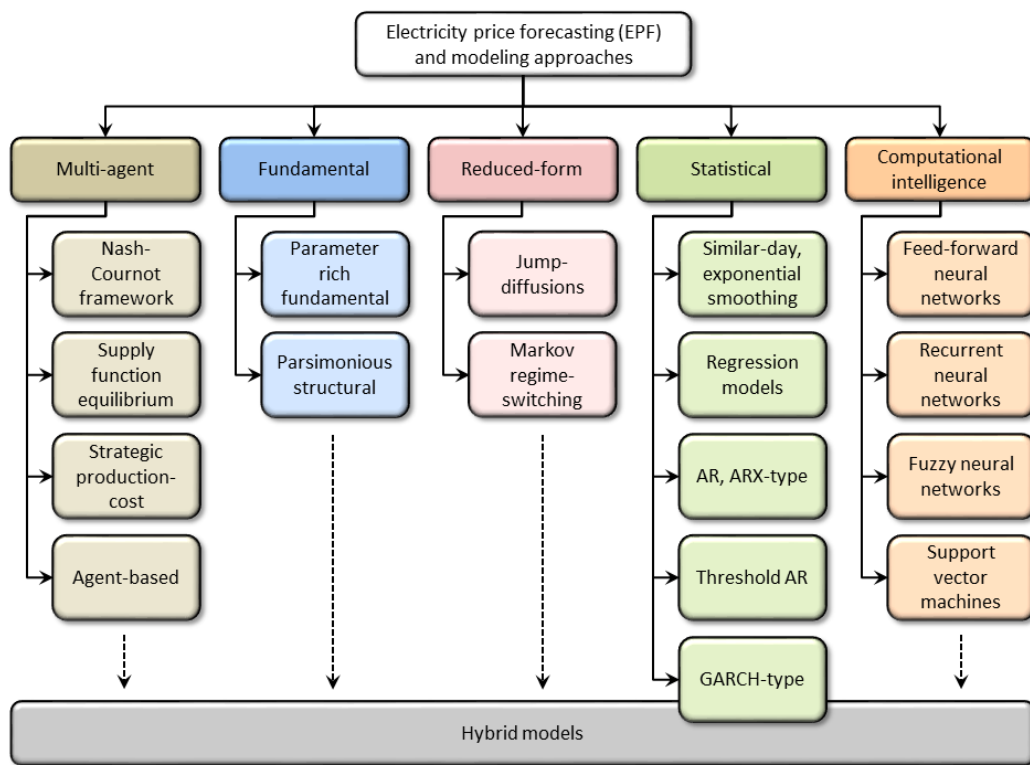 Electricity price forecasting (EPF)
and modeling approaches
Multi-agent
Fundamental
Reduced-form
Statistical
Computational
intelligence
Nash-
Cournot
framework
Supply
function
equilibrium
Strategic
production-
cost
Agent-based
Parameter
rich
fundamental
Parsimonious
structural
Jump-
diffusions
Markov
regime-
switching
Similar-day,
exponential
smoothing
Regression
models
AR, ARX-type
Threshold AR
GARCH-type
Feed-forward
neural
networks
Recurrent
neural
networks
Fuzzy neural
networks
Support
vector
machines
Hybrid models